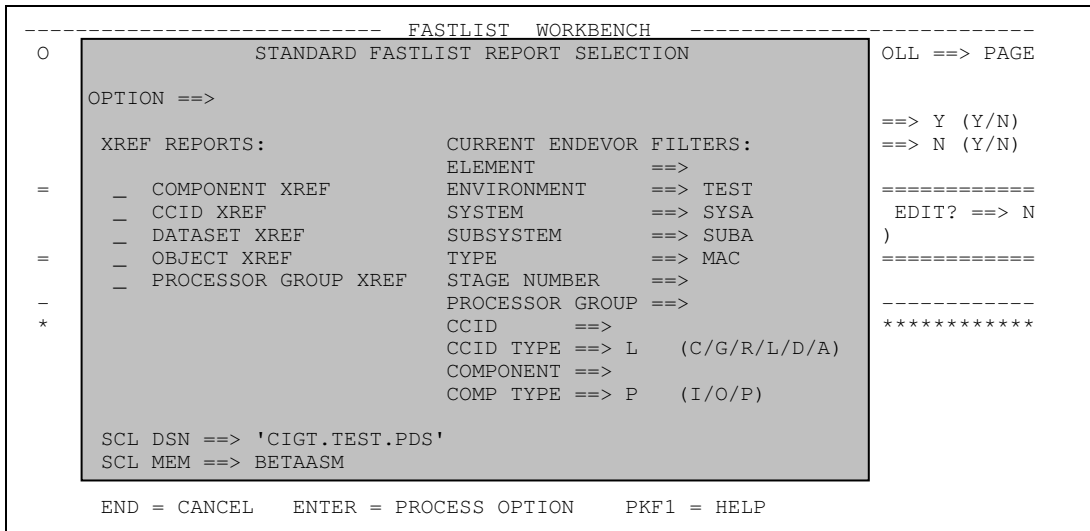 ---------------------------- FASTLIST WORKBENCH ---------------------------
O STANDARD FASTLIST REPORT SELECTION OLL ==> PAGE
OPTION ==>
==> Y (Y/N)
XREF REPORTS: CURRENT ENDEVOR FILTERS: ==> N (Y/N)
ELEMENT ==>
= _ COMPONENT XREF ENVIRONMENT ==> TEST ============
_ CCID XREF SYSTEM ==> SYSA EDIT? ==> N
_ DATASET XREF SUBSYSTEM ==> SUBA )
= _ OBJECT XREF TYPE ==> MAC ============
_ PROCESSOR GROUP XREF STAGE NUMBER ==>
- PROCESSOR GROUP ==> ------------
* CCID ==> ************
CCID TYPE ==> L (C/G/R/L/D/A)
COMPONENT ==>
COMP TYPE ==> P (I/O/P)
SCL DSN ==> 'CIGT.TEST.PDS'
SCL MEM ==> BETAASM
END = CANCEL ENTER = PROCESS OPTION PKF1 = HELP